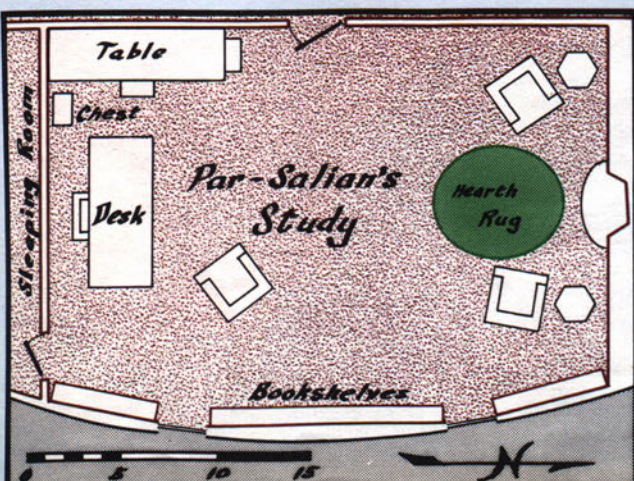 Table
Chest
Sleeping Room
Desk
Par-Salian's
Study
Hearth
Rug
Bookshelves
0 5 10 15
N